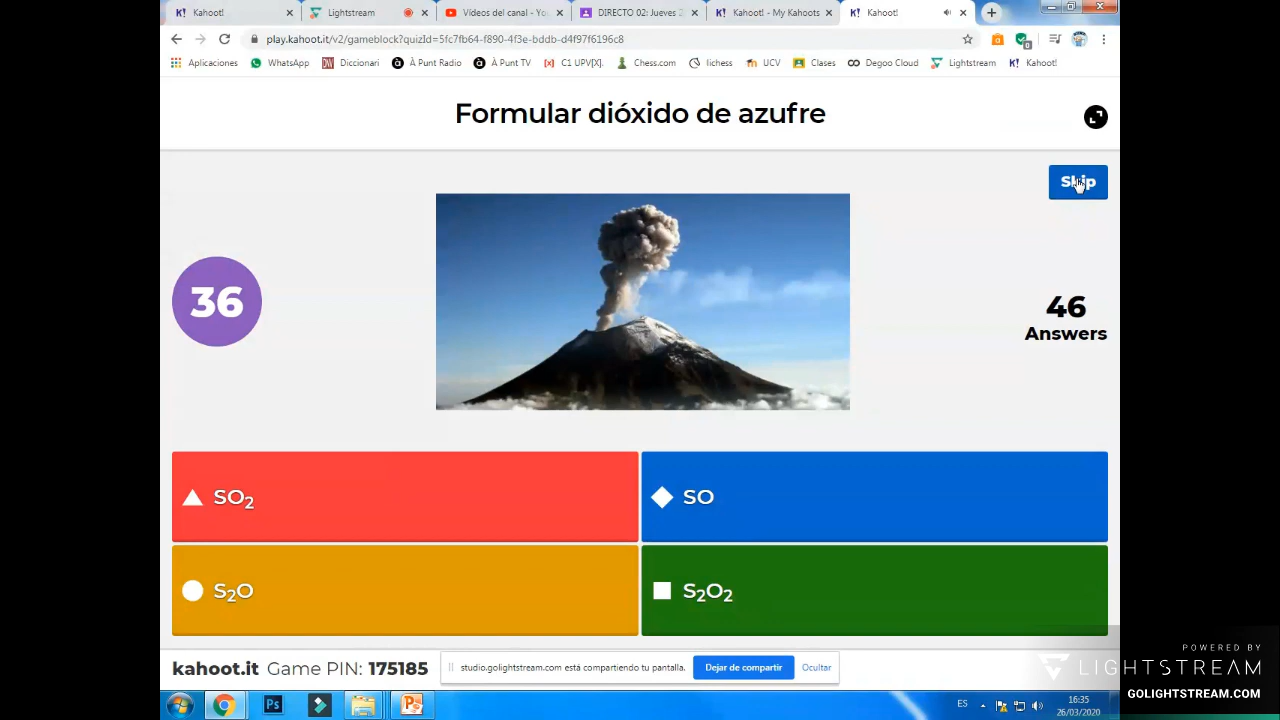 Kahoot!
Lightstream
Vídeos del canal - Yo
DIRECTO 02: Jueves 2
Kahoot! - My Kahoots
Kahoot!
play.kahoot.it/v2/gameblock?quizId=5fc7fb64-f890-4f3e-bddb-d4f97f6196c8
Aplicaciones WhatsApp Diccionari À Punt Radio À Punt TV [x] C1 UPV[X]. Chess.com lichess UCV Clases Degoo Cloud Lightstream K! Kahoot!
Formular dióxido de azufre
Skip
36
46
Answers
SO₂
SO
S₂O
S₂O₂
kahoot.it Game PIN: 175185
studio.golightstream.com está compartiendo tu pantalla. Dejar de compartir Ocultar
POWERED BY
LIGHTSTREAM
GOLIGHTSTREAM.COM
Ps
ES
16:35
26/03/2020